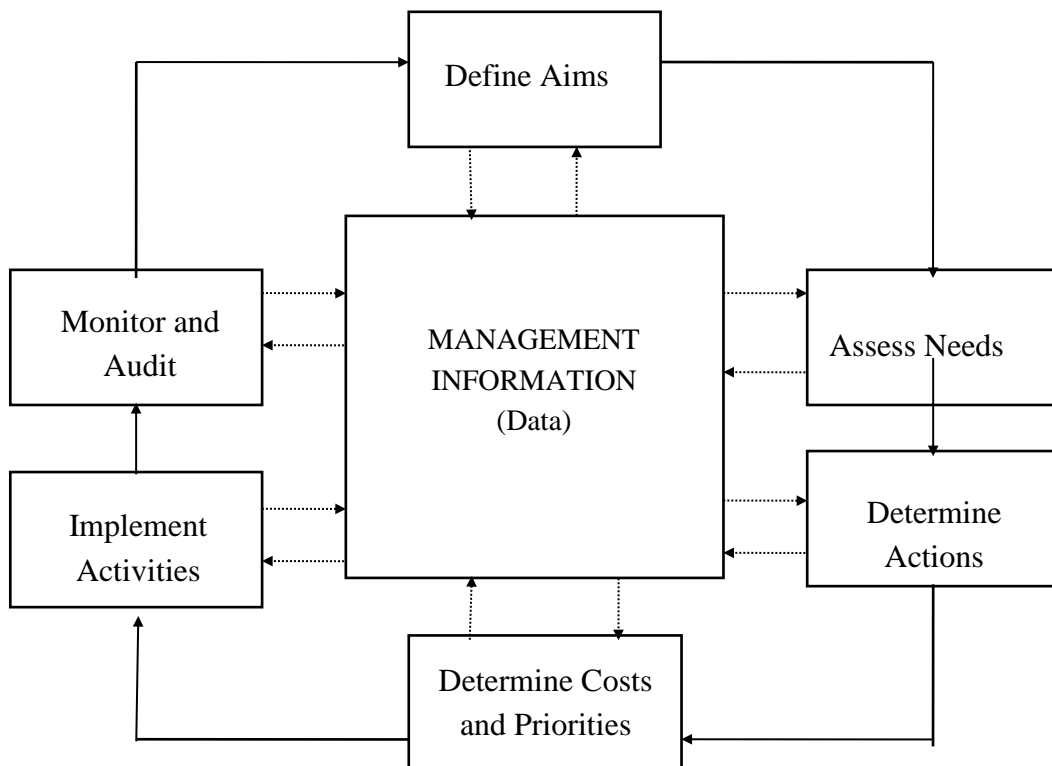 Define Aims
Monitor and
Audit
MANAGEMENT
INFORMATION
(Data)
Assess Needs
Implement
Activities
Determine
Actions
Determine Costs
and Priorities